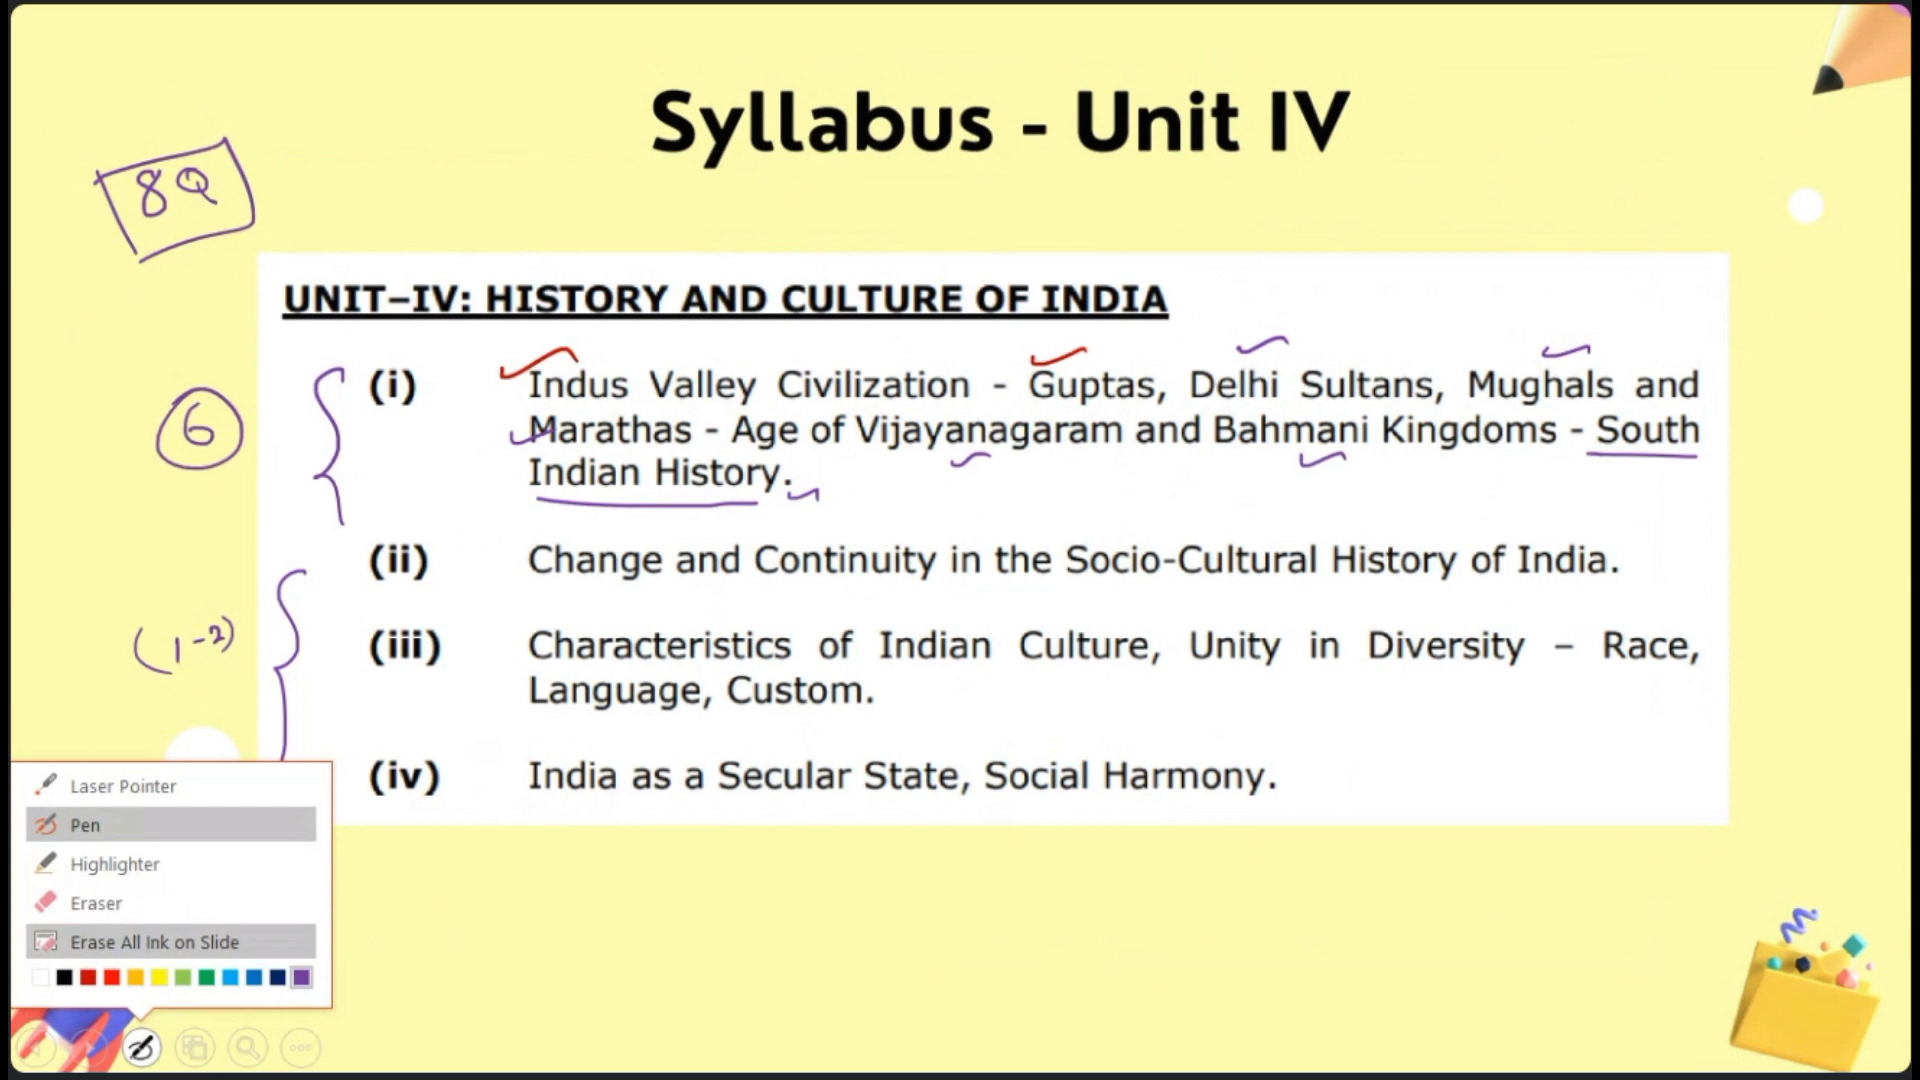 Syllabus - Unit IV
8Q
UNIT–IV: HISTORY AND CULTURE OF INDIA
(i) Indus Valley Civilization - Guptas, Delhi Sultans, Mughals and
Marathas - Age of Vijayanagaram and Bahmani Kingdoms - South
Indian History.
6
(ii) Change and Continuity in the Socio-Cultural History of India.
(1-2)
(iii) Characteristics of Indian Culture, Unity in Diversity – Race,
Language, Custom.
(iv) India as a Secular State, Social Harmony.
Laser Pointer
Pen
Highlighter
Eraser
Erase All Ink on Slide